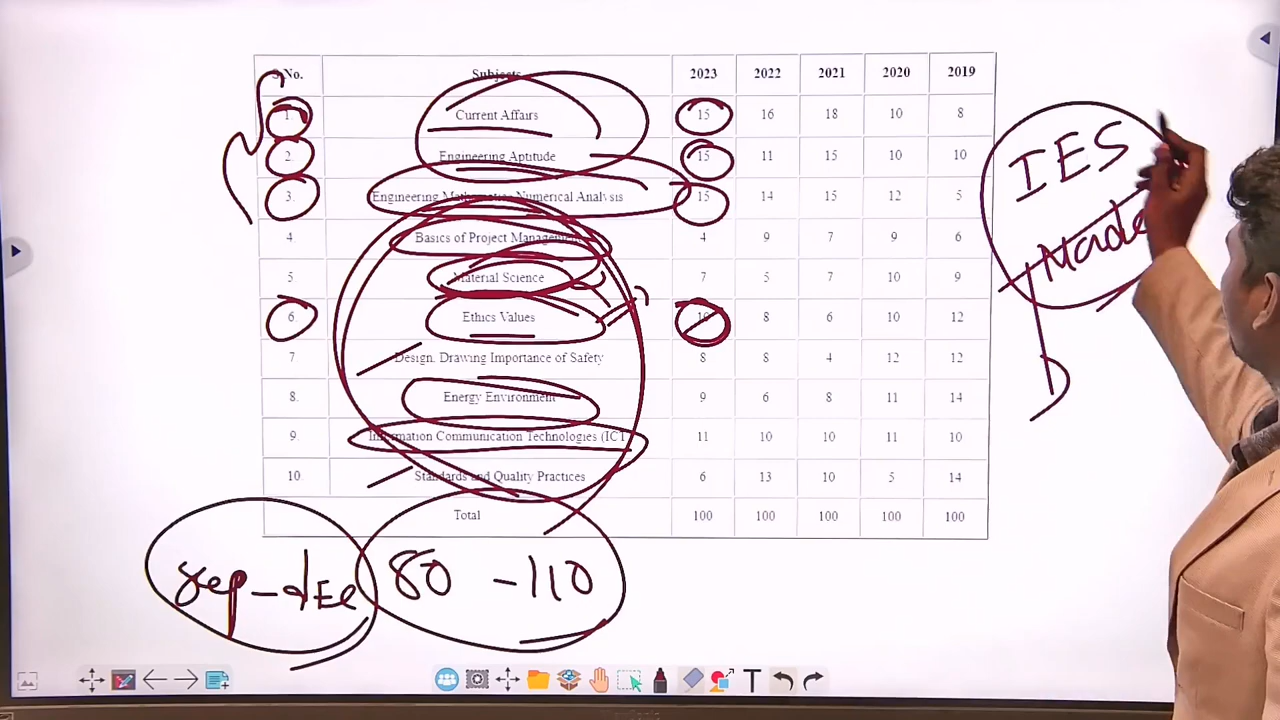 S.No. Subjects 2023 2022 2021 2020 2019
1. Current Affairs 15 16 18 10 8
2. Engineering Aptitude 15 11 15 10 10
3. Engineering Mathematics Numerical Analysis 15 14 15 12 5
4 Basics of Project Management 4 9 7 9 6
5 Material Science 7 5 7 10 9
6. Ethics Values 10 8 6 10 12
7 Design. Drawing Importance of Safety 8 8 4 12 12
8. Energy Environment 9 6 8 11 14
9. Information Communication Technologies (ICT 11 10 10 11 10
10 Standards and Quality Practices 6 13 10 5 14
Total 100 100 100 100 100
IES
Made
80 - 110
T